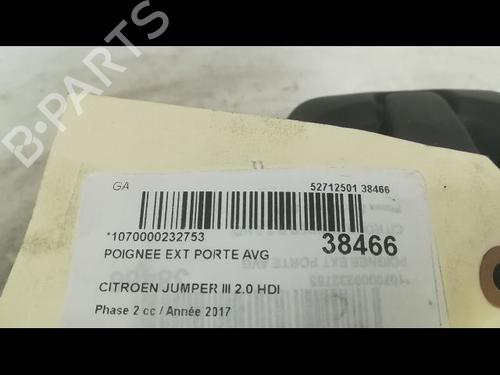 B-PARTS
GA
52712501 38466
*1070000232753
38466
POIGNEE EXT PORTE AVG
CITROEN JUMPER III 2.0 HDI
Phase 2 cc / Année 2017